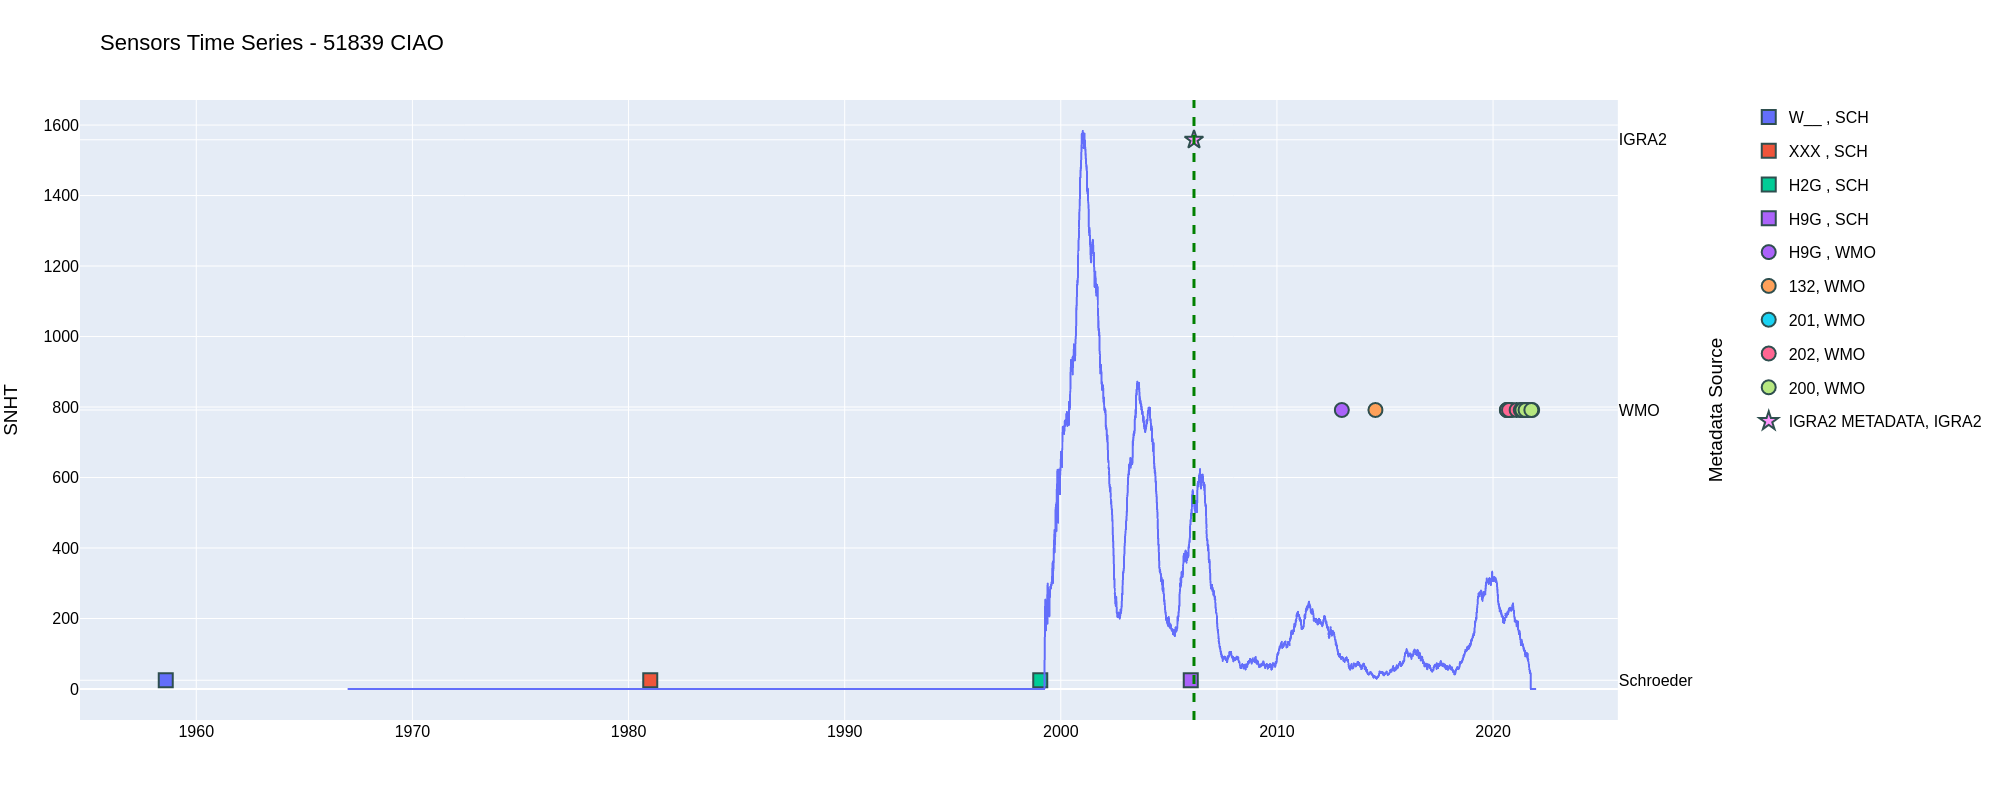 Sensors Time Series - 51839 CIAO
SNHT
1600
1400
1200
1000
800
600
400
200
0
1960
1970
1980
1990
2000
2010
2020
IGRA2
WMO
Schroeder
Metadata Source
W__ , SCH
XXX , SCH
H2G , SCH
H9G , SCH
H9G , WMO
132, WMO
201, WMO
202, WMO
200, WMO
IGRA2 METADATA, IGRA2